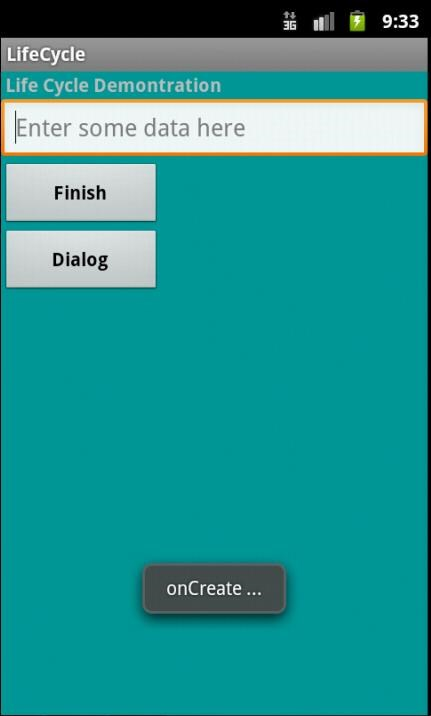 3G 9:33
LifeCycle
Life Cycle Demontration
Enter some data here
Finish
Dialog
onCreate ...